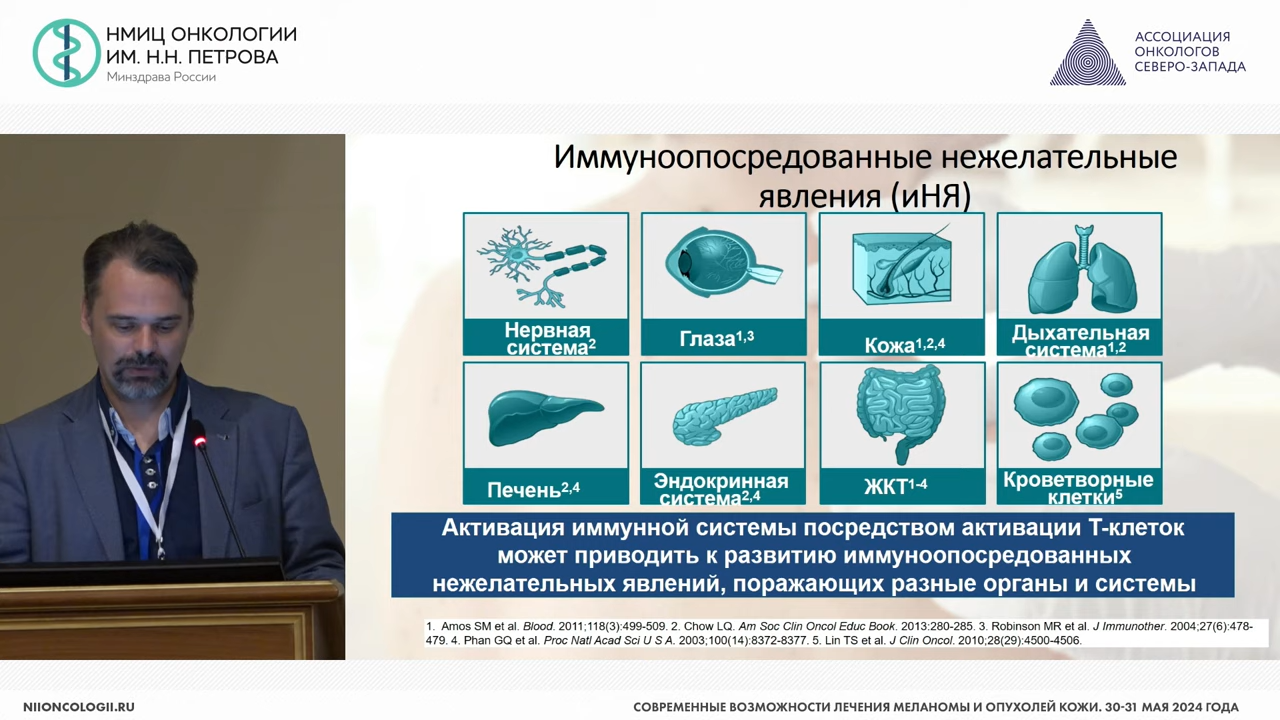 НМИЦ ОНКОЛОГИИ
ИМ. Н.Н. ПЕТРОВА
Минздрава России
АССОЦИАЦИЯ
ОНКОЛОГОВ
СЕВЕРО-ЗАПАДА
Иммуноопосредованные нежелательные
явления (иНЯ)
Нервная
система2
Глаза1,3
Кожа1,2,4
Дыхательная
система1,2
Печень2,4
Эндокринная
система2,4
ЖКТ1-4
Кроветворные
клетки5
Активация иммунной системы посредством активации Т-клеток
может приводить к развитию иммуноопосредованных
нежелательных явлений, поражающих разные органы и системы
1. Amos SM et al. Blood. 2011;118(3):499-509. 2. Chow LQ. Am Soc Clin Oncol Educ Book. 2013:280-285. 3. Robinson MR et al. J Immunother. 2004;27(6):478-
479. 4. Phan GQ et al. Proc Natl Acad Sci U S A. 2003;100(14):8372-8377. 5. Lin TS et al. J Clin Oncol. 2010;28(29):4500-4506.
NIIONCOLOGII.RU
СОВРЕМЕННЫЕ ВОЗМОЖНОСТИ ЛЕЧЕНИЯ МЕЛАНОМЫ И ОПУХОЛЕЙ КОЖИ. 30-31 МАЯ 2024 ГОДА